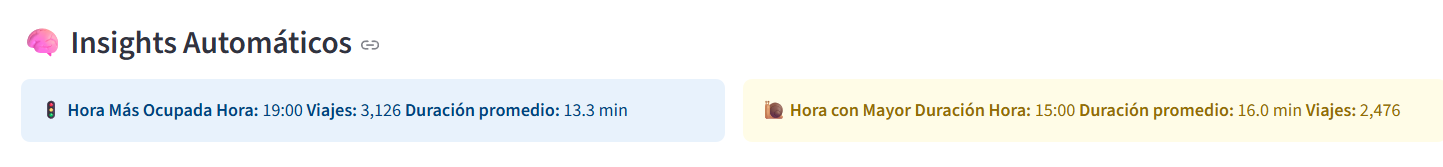 Insights Automáticos
Hora Más Ocupada Hora: 19:00 Viajes: 3,126 Duración promedio: 13.3 min
Hora con Mayor Duración Hora: 15:00 Duración promedio: 16.0 min Viajes: 2,476